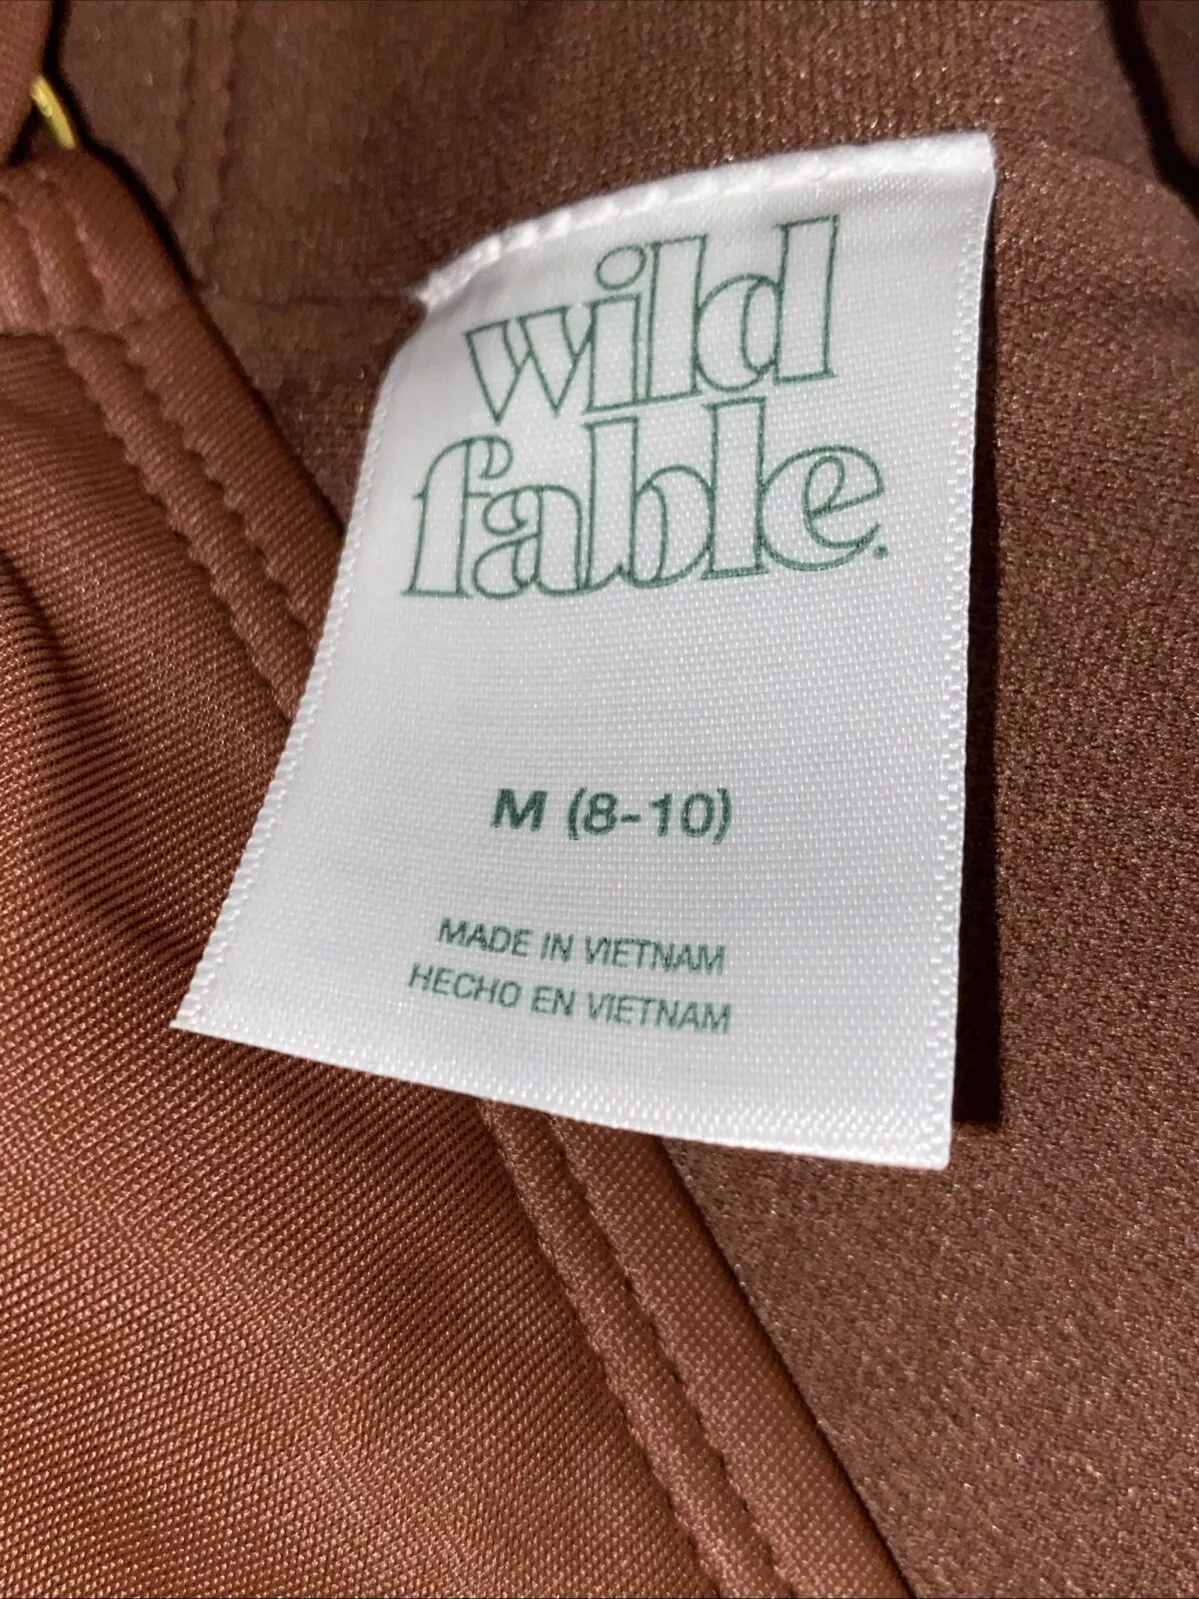 wild
fable.
M (8-10)
MADE IN VIETNAM
HECHO EN VIETNAM